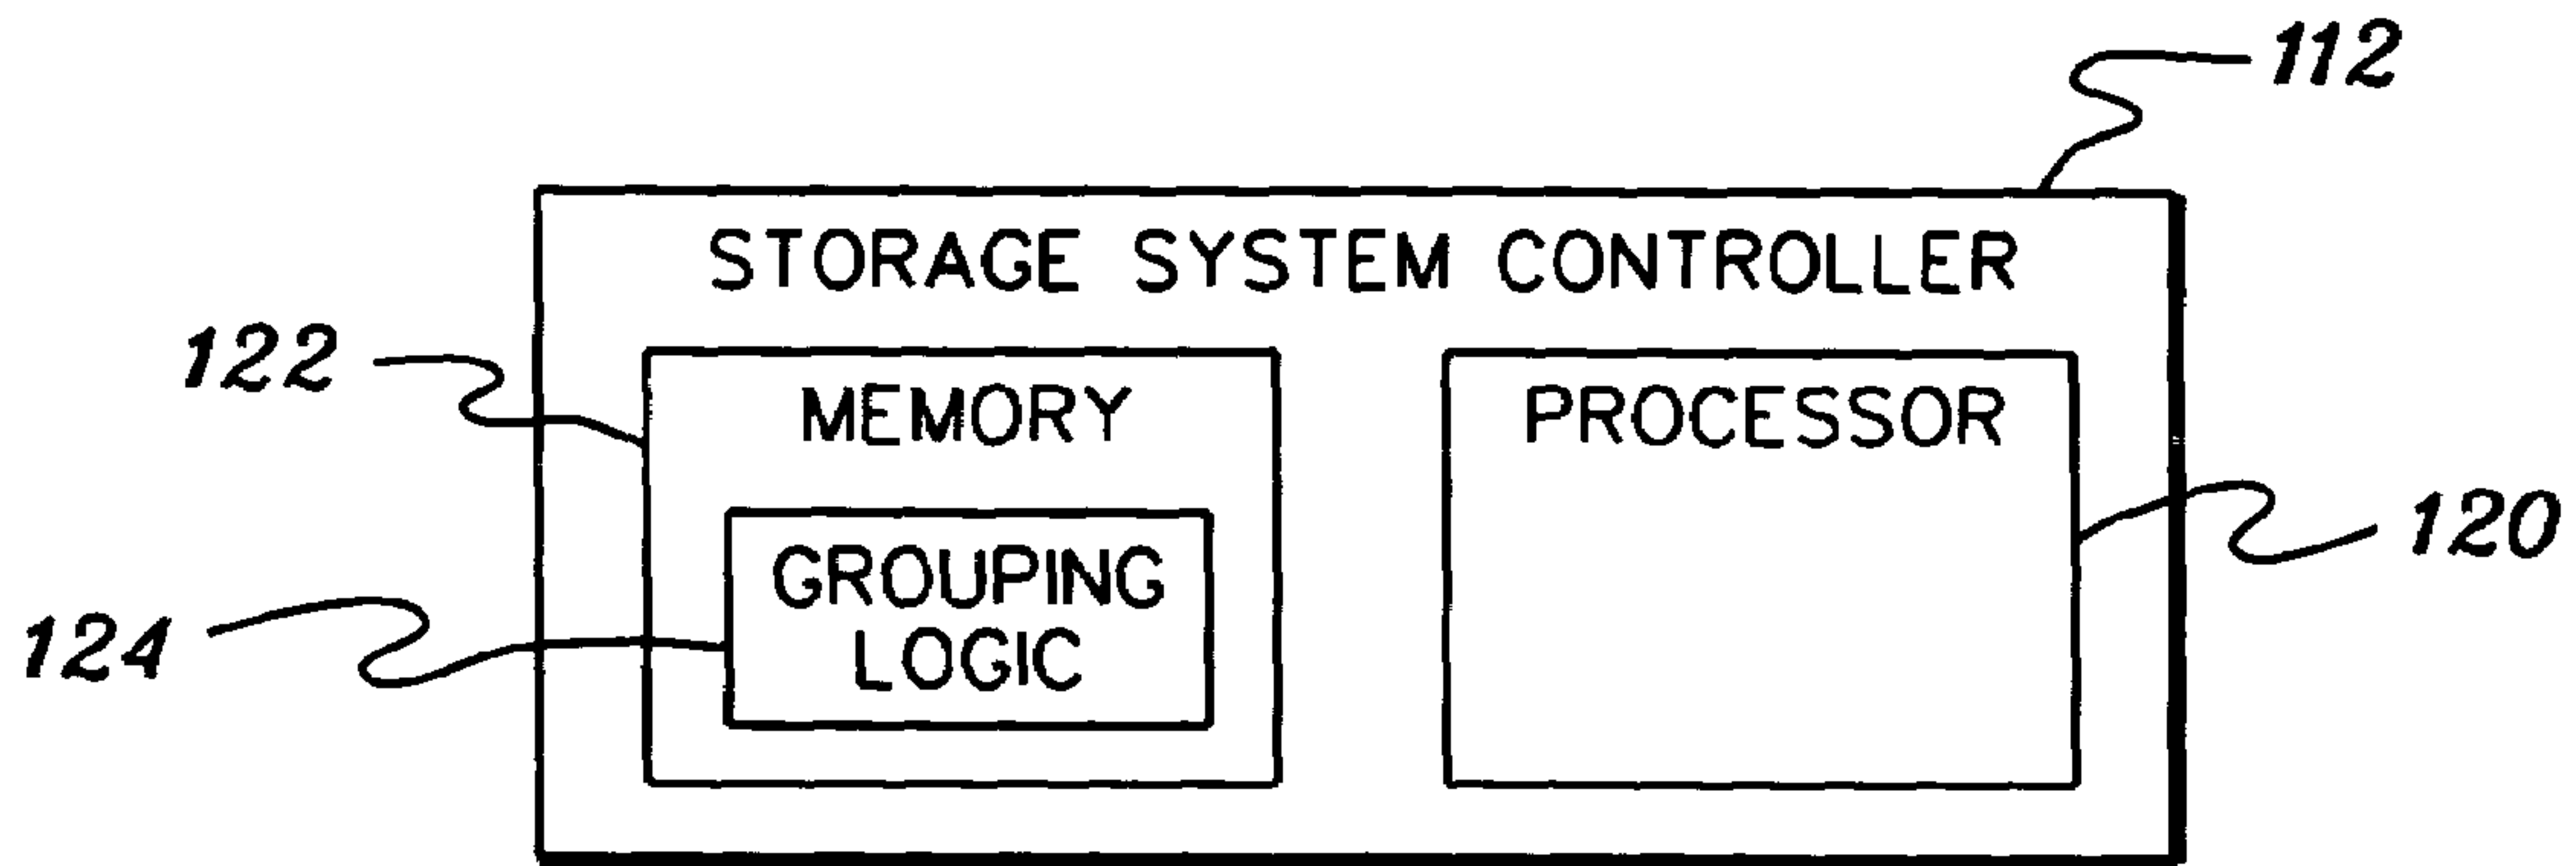 112
STORAGE SYSTEM CONTROLLER
122
MEMORY
PROCESSOR
120
124
GROUPING
LOGIC